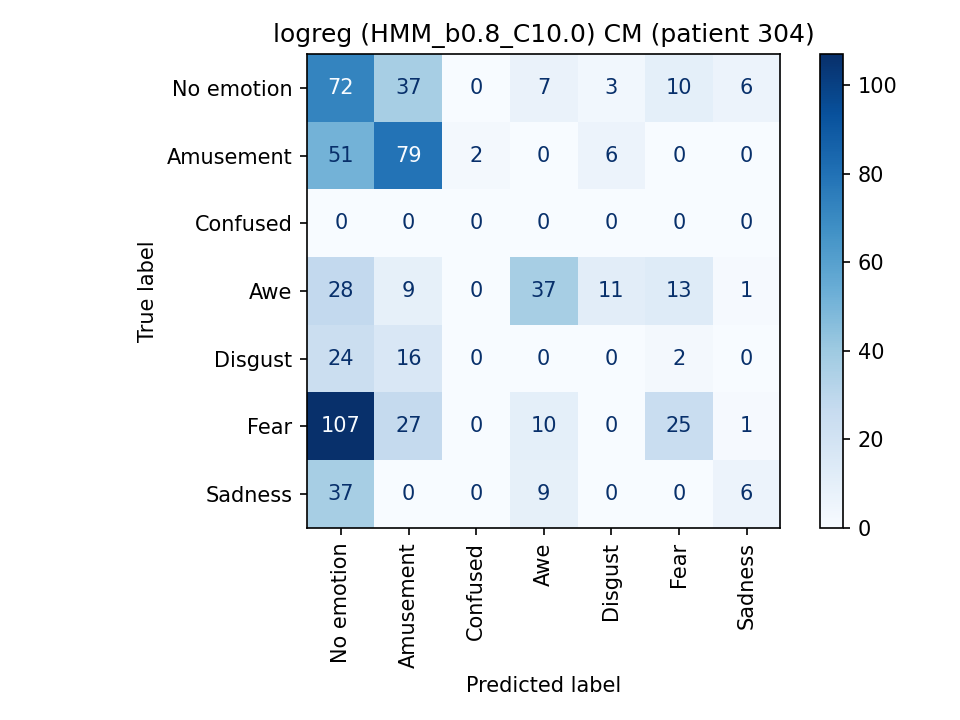 logreg (HMM_b0.8_C10.0) CM (patient 304)
No emotion 72 37 0 7 3 10 6
Amusement 51 79 2 0 6 0 0
Confused 0 0 0 0 0 0 0
Awe 28 9 0 37 11 13 1
Disgust 24 16 0 0 0 2 0
Fear 107 27 0 10 0 25 1
Sadness 37 0 0 9 0 0 6
True label
No emotion
Amusement
Confused
Awe
Disgust
Fear
Sadness
Predicted label
100
80
60
40
20
0